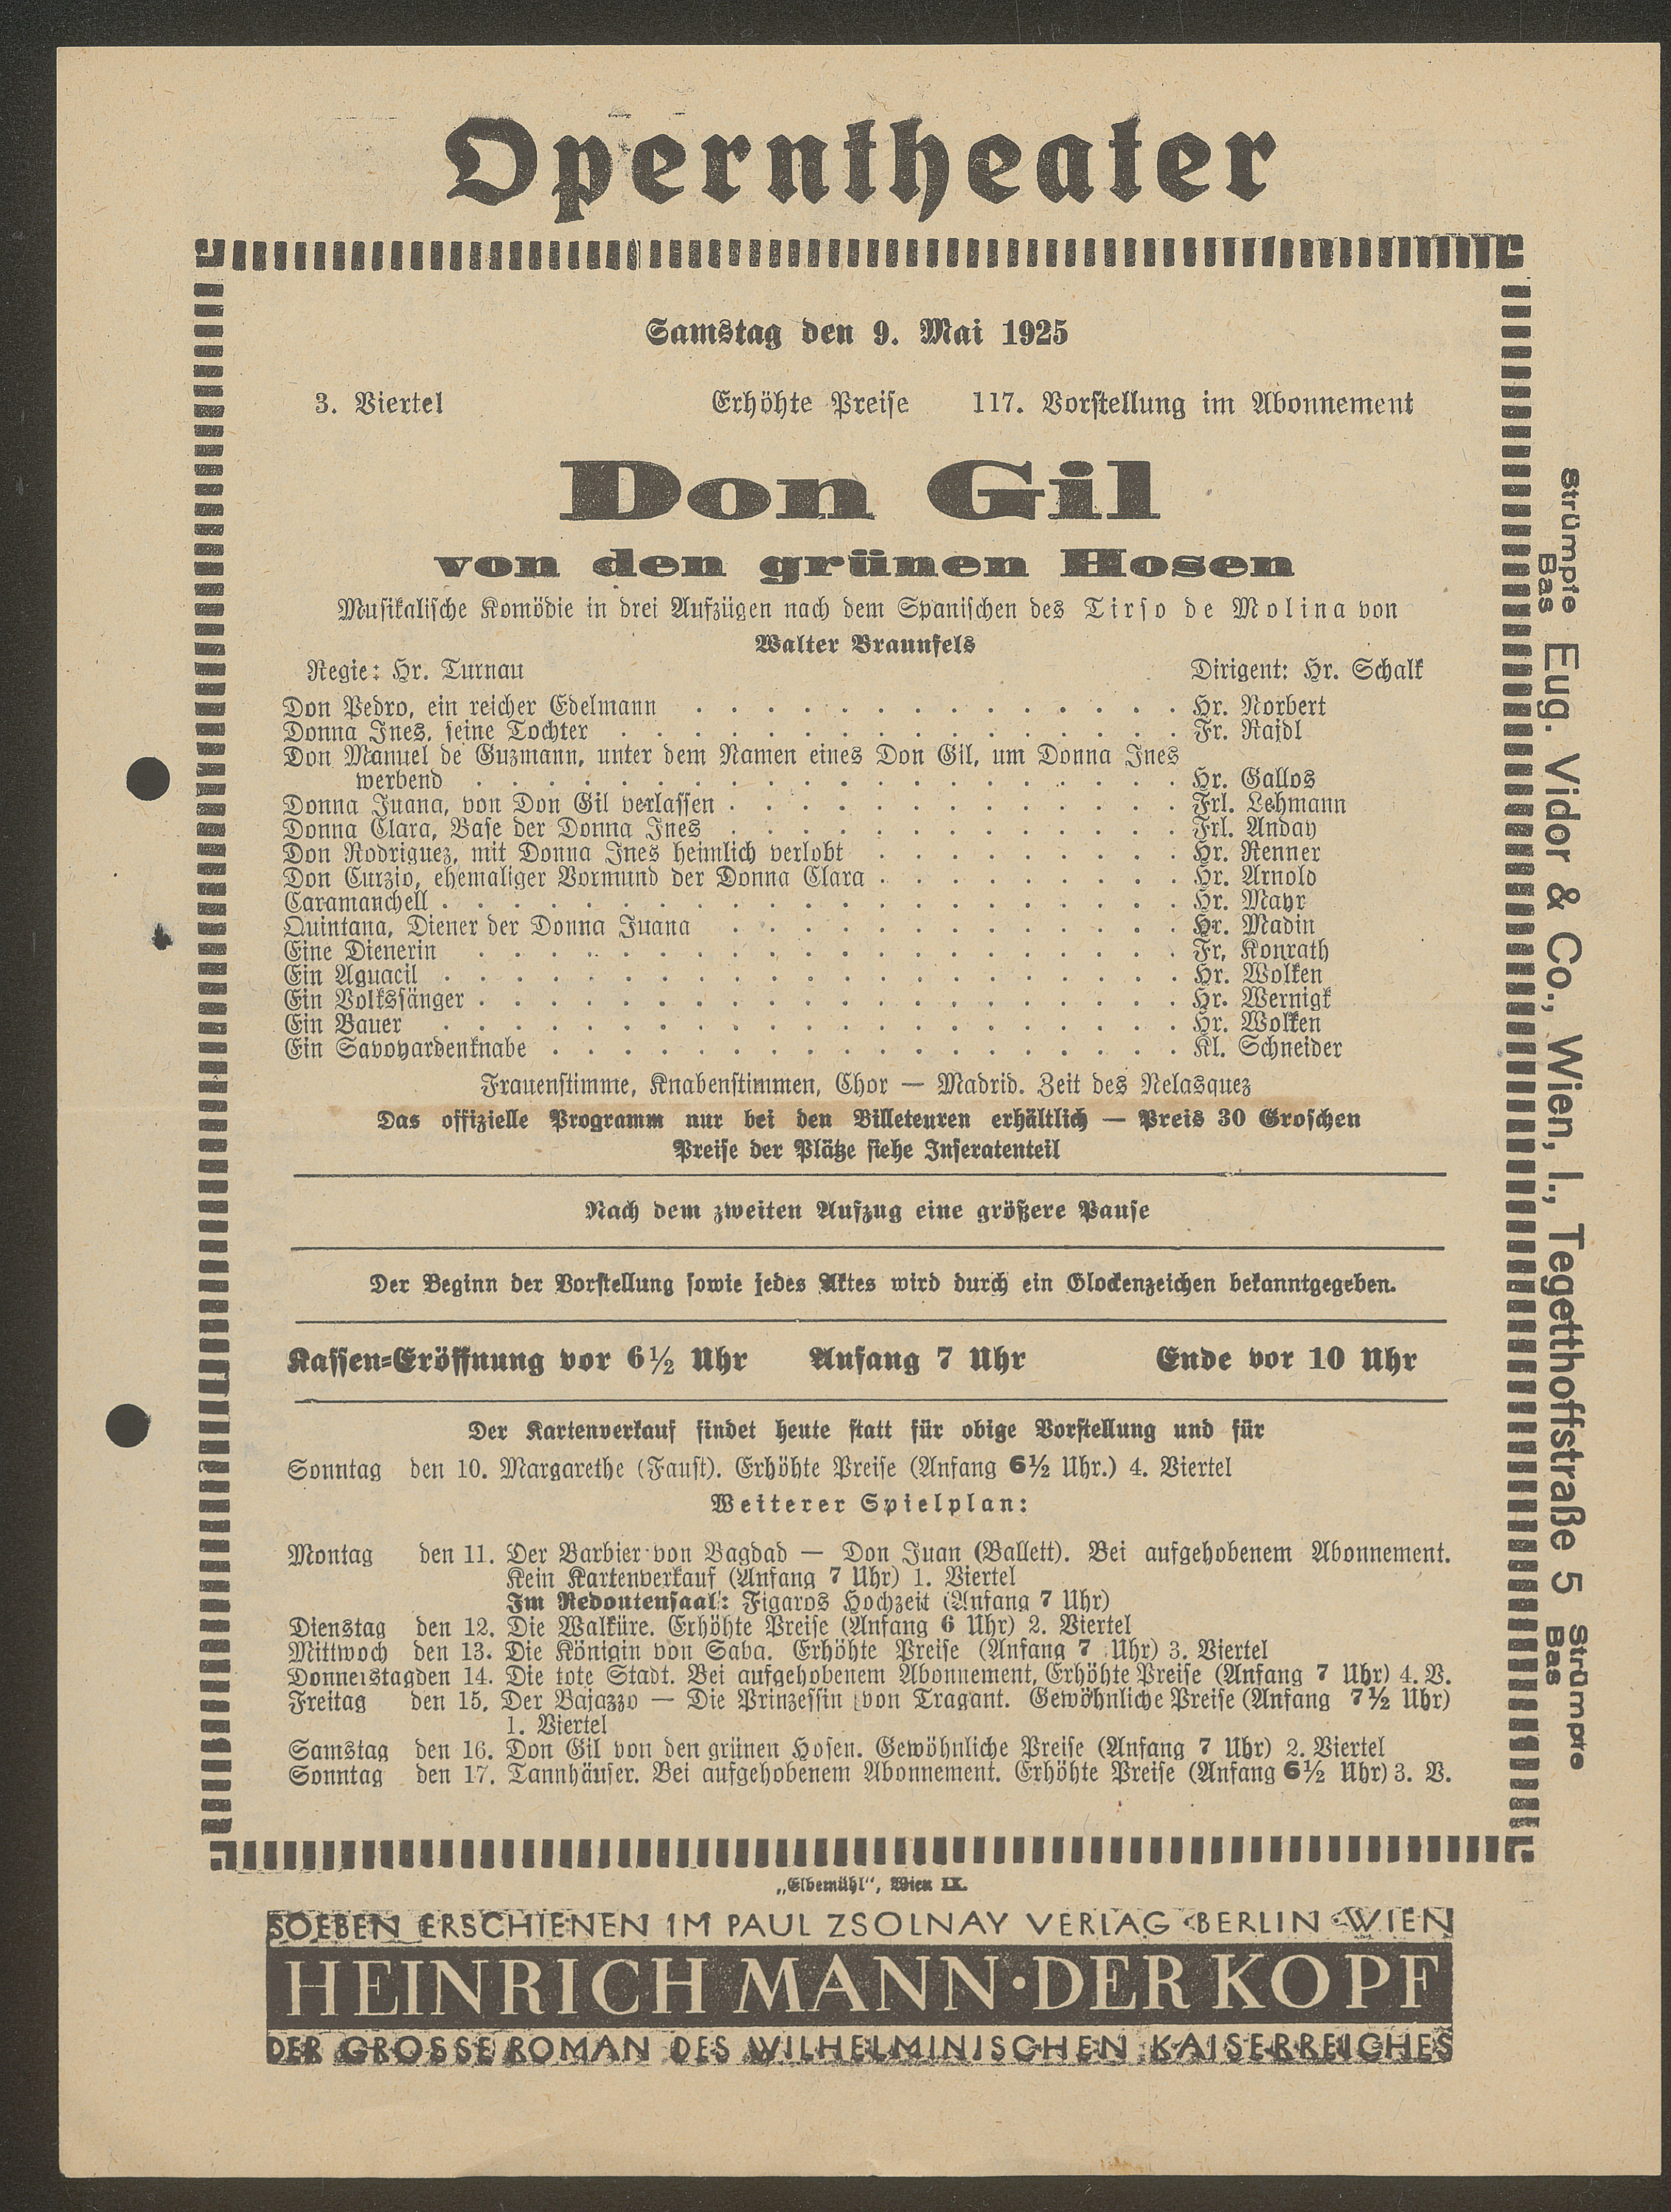 Operntheater
Samstag den 9. Mai 1925
3. Viertel Erhöhte Preise 117. Vorstellung im Abonnement
Don Gil
von den grünen Hosen
Musikalische Komödie in drei Aufzügen nach dem Spanischen des Tirso de Molina von
Walter Braunfels
Regie: Hr. Turnau Dirigent: Hr. Schalk
Don Pedro, ein reicher Edelmann . . . . . . . . . . . . . . Hr. Norbert
Donna Ines, seine Tochter . . . . . . . . . . . . . . . . Fr. Rajdl
Don Manuel de Guzmann, unter dem Namen eines Don Gil, um Donna Ines
werbend . . . . . . . . . . . . . . . . . . . . Hr. Gallos
Donna Juana, von Don Gil verlassen . . . . . . . . . . . . . Frl. Lehmann
Donna Clara, Base der Donna Ines . . . . . . . . . . . . . Frl. Anday
Don Rodriguez, mit Donna Ines heimlich verlobt . . . . . . . . . Hr. Renner
Don Curzio, ehemaliger Vormund der Donna Clara . . . . . . . . . Hr. Arnold
Caramanchell . . . . . . . . . . . . . . . . . . . . . Hr. Mayr
Quintana, Diener der Donna Juana . . . . . . . . . . . . . Hr. Madin
Eine Dienerin . . . . . . . . . . . . . . . . . . . . Fr. Konrath
Ein Aguacil . . . . . . . . . . . . . . . . . . . . . Hr. Wolken
Ein Volkssänger . . . . . . . . . . . . . . . . . . . . Hr. Wernigk
Ein Bauer . . . . . . . . . . . . . . . . . . . . . Hr. Wolken
Ein Savoyardenknabe . . . . . . . . . . . . . . . . . . Kl. Schneider
Frauenstimme, Knabenstimmen, Chor — Madrid. Zeit des Nelasquez
Das offizielle Programm nur bei den Billeteuren erhältlich — Preis 30 Groschen
Preise der Plätze siehe Inseratenteil
Nach dem zweiten Aufzug eine größere Pause
Der Beginn der Vorstellung sowie jedes Aktes wird durch ein Glockenzeichen bekanntgegeben.
Kassen-Eröffnung vor 6½ Uhr Anfang 7 Uhr Ende vor 10 Uhr
Der Kartenverkauf findet heute statt für obige Vorstellung und für
Sonntag den 10. Margarethe (Faust). Erhöhte Preise (Anfang 6½ Uhr.) 4. Viertel
Weiterer Spielplan:
Montag den 11. Der Barbier von Bagdad — Don Juan (Ballett). Bei aufgehobenem Abonnement.
Kein Kartenverkauf (Anfang 7 Uhr) 1. Viertel
Im Redoutensaal: Figaros Hochzeit (Anfang 7 Uhr)
Dienstag den 12. Die Walküre. Erhöhte Preise (Anfang 6 Uhr) 2. Viertel
Mittwoch den 13. Die Königin von Saba. Erhöhte Preise (Anfang 7 Uhr) 3. Viertel
Donnerstag den 14. Die tote Stadt. Bei aufgehobenem Abonnement, Erhöhte Preise (Anfang 7 Uhr) 4. V.
Freitag den 15. Der Bajazzo — Die Prinzessin von Tragant. Gewöhnliche Preise (Anfang 7½ Uhr)
1. Viertel
Samstag den 16. Don Gil von den grünen Hosen. Gewöhnliche Preise (Anfang 7 Uhr) 2. Viertel
Sonntag den 17. Tannhäuser. Bei aufgehobenem Abonnement. Erhöhte Preise (Anfang 6½ Uhr) 3. V.
„Elbemühl“, Wien IX.
SOEBEN ERSCHIENEN IM PAUL ZSOLNAY VERLAG BERLIN WIEN
HEINRICH MANN·DER KOPF
DER GROSSE ROMAN DES WILHELMINISCHEN KAISERREICHES
Strümpfe
Bas
Eug. Vidor & Co., Wien, I., Tegetthoffstraße 5
Strümpfe
Bas